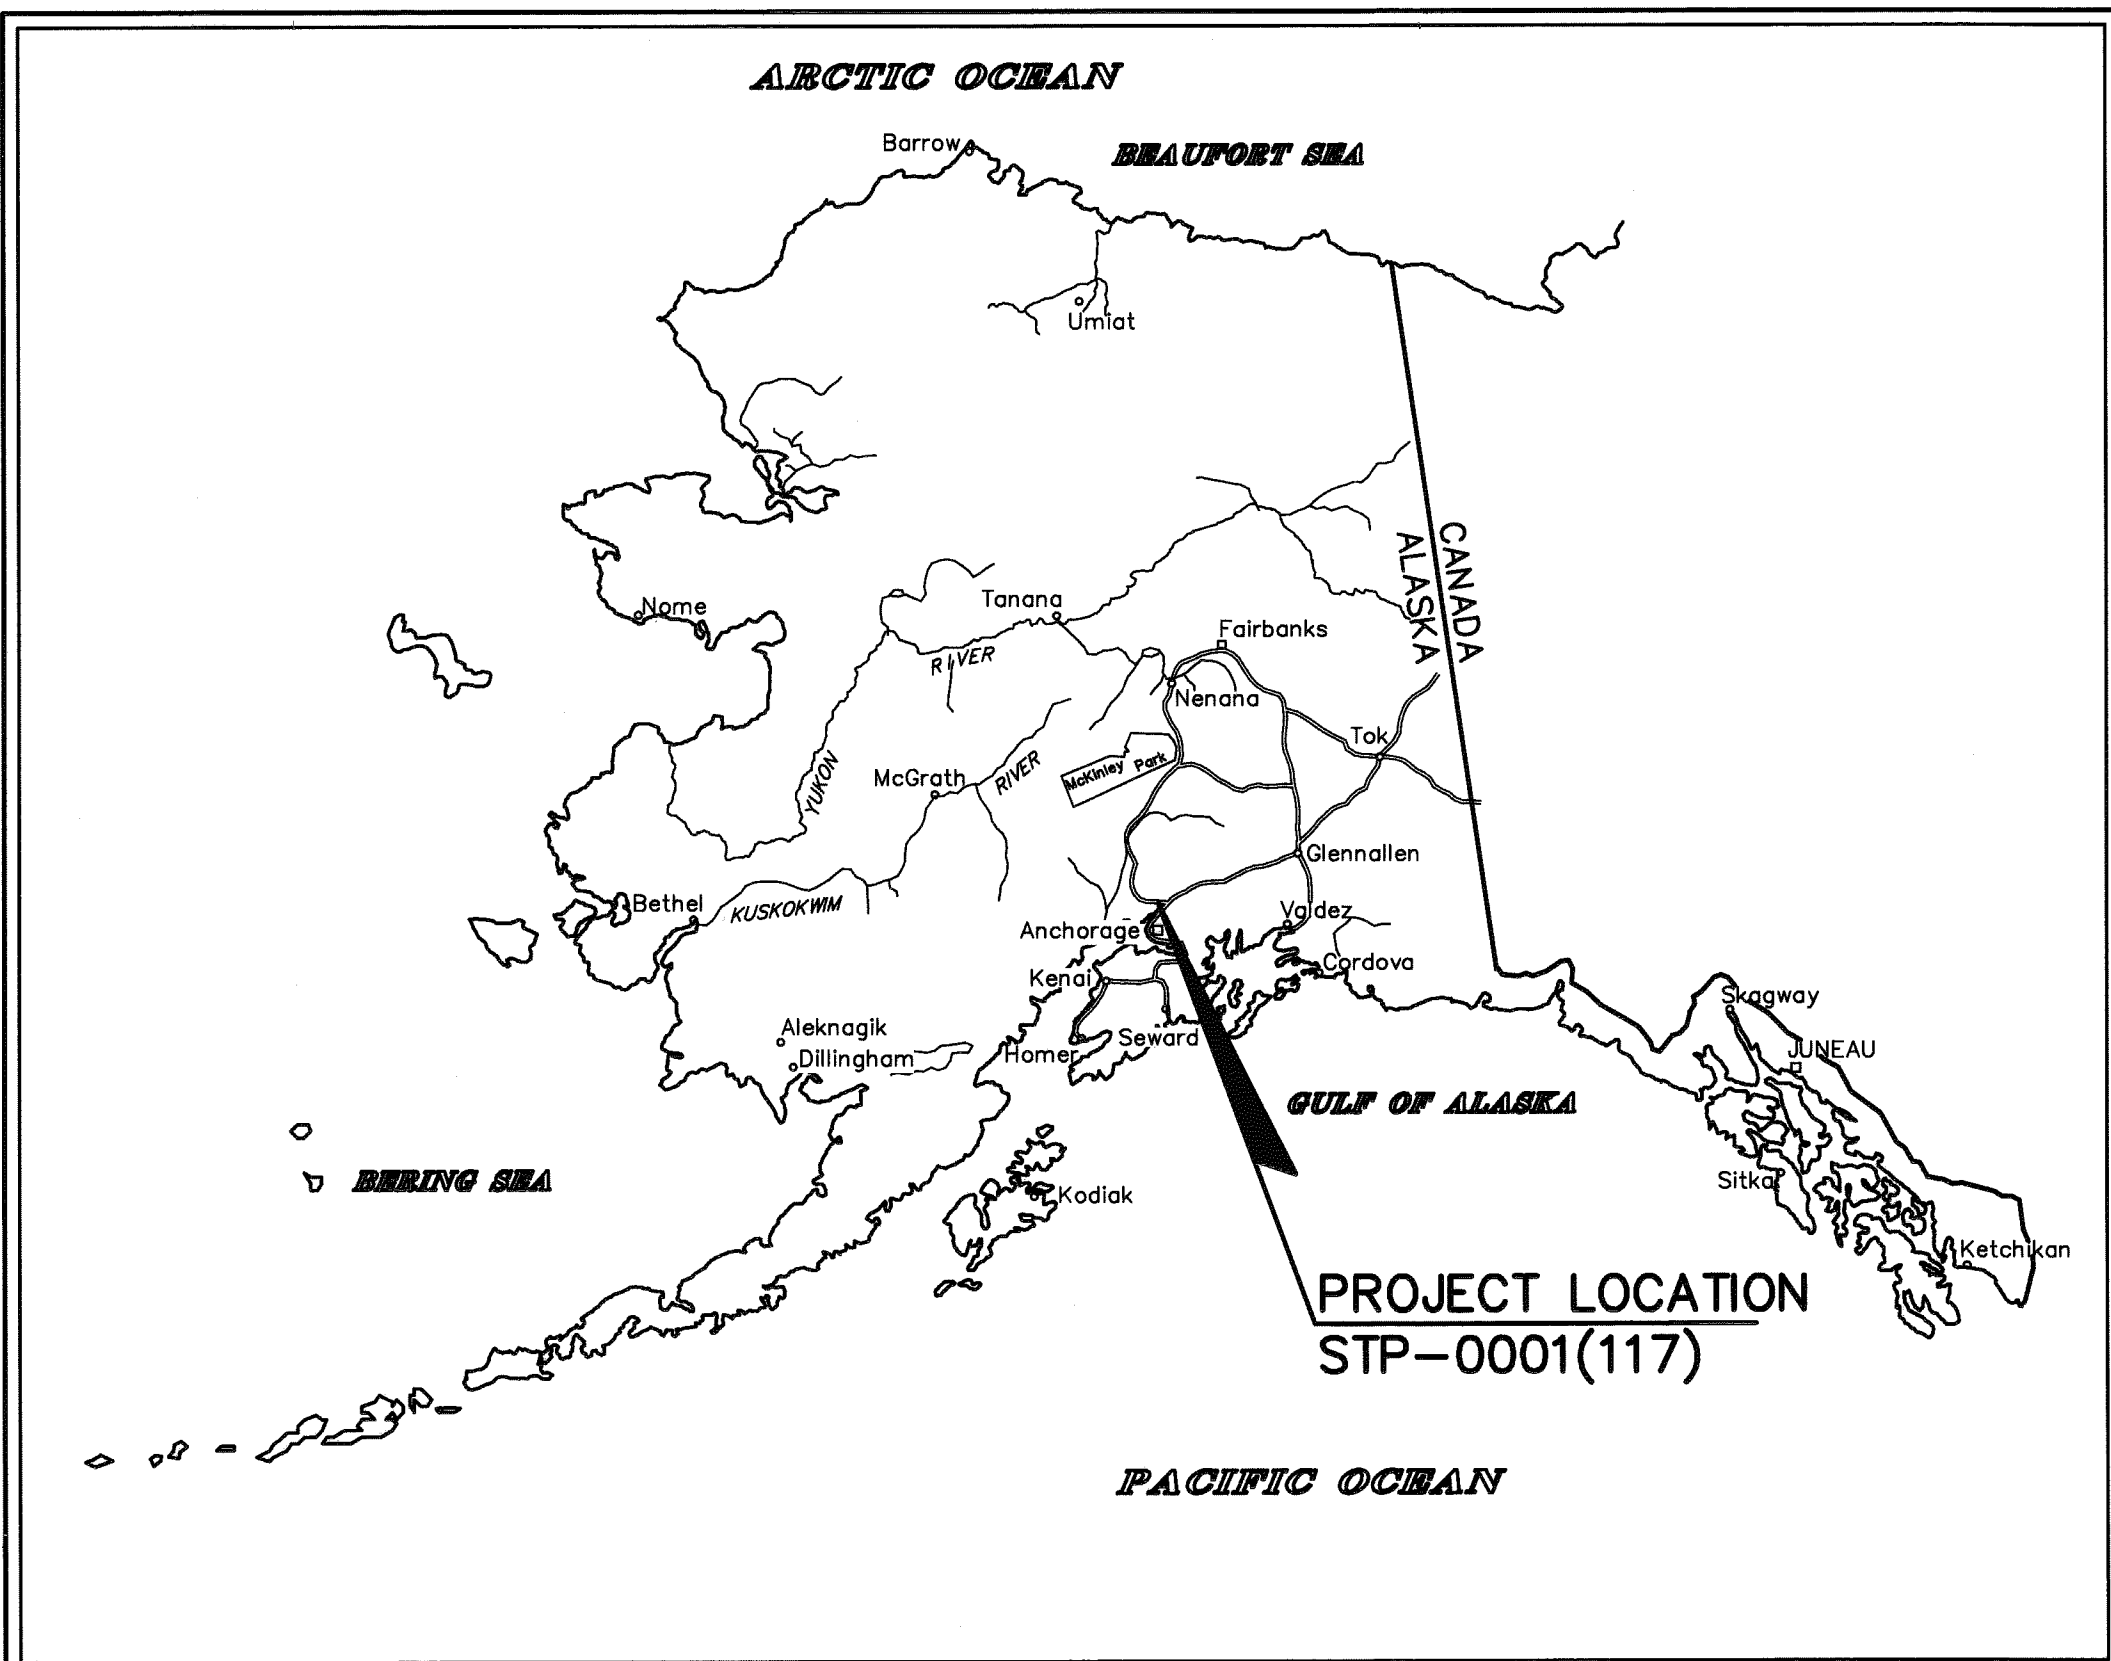 ARCTIC OCEAN
Barrow
BEAUFORT SEA
Umiat
CANADA
ALASKA
Nome
Tanana
Fairbanks
RIVER
Nenana
Tok
McKinley Park
McGrath
RIVER
YUKON
Glennallen
Bethel
KUSKOKWIM
Valdez
Anchorage
Cordova
Kenai
Skagway
Aleknagik
Seward
JUNEAU
Homer
Dillingham
GULF OF ALASKA
BERING SEA
Sitka
Kodiak
Ketchikan
PROJECT LOCATION
STP-0001(117)
PACIFIC OCEAN